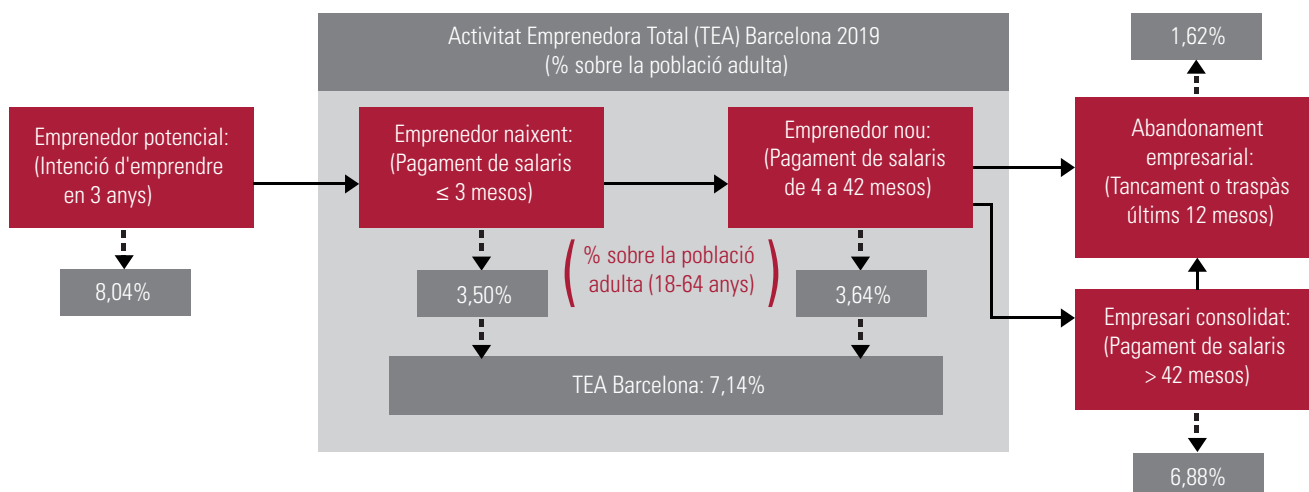 Activitat Emprenedora Total (TEA) Barcelona 2019
(% sobre la població adulta)
Emprenedor potencial:
(Intenció d'emprendre
en 3 anys)
8,04%
Emprenedor naixent:
(Pagament de salaris
≤ 3 mesos)
3,50%
Emprenedor nou:
(Pagament de salaris
de 4 a 42 mesos)
3,64%
( % sobre la població
adulta (18-64 anys) )
TEA Barcelona: 7,14%
1,62%
Abandonament
empresarial:
(Tancament o traspàs
últims 12 mesos)
Empresari consolidat:
(Pagament de salaris
> 42 mesos)
6,88%